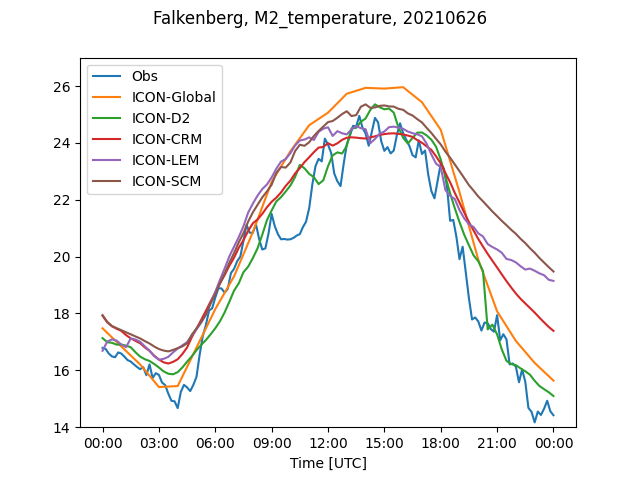 Falkenberg, M2_temperature, 20210626
Obs
ICON-Global
ICON-D2
ICON-CRM
ICON-LEM
ICON-SCM
26
24
22
20
18
16
14
00:00 03:00 06:00 09:00 12:00 15:00 18:00 21:00 00:00
Time [UTC]